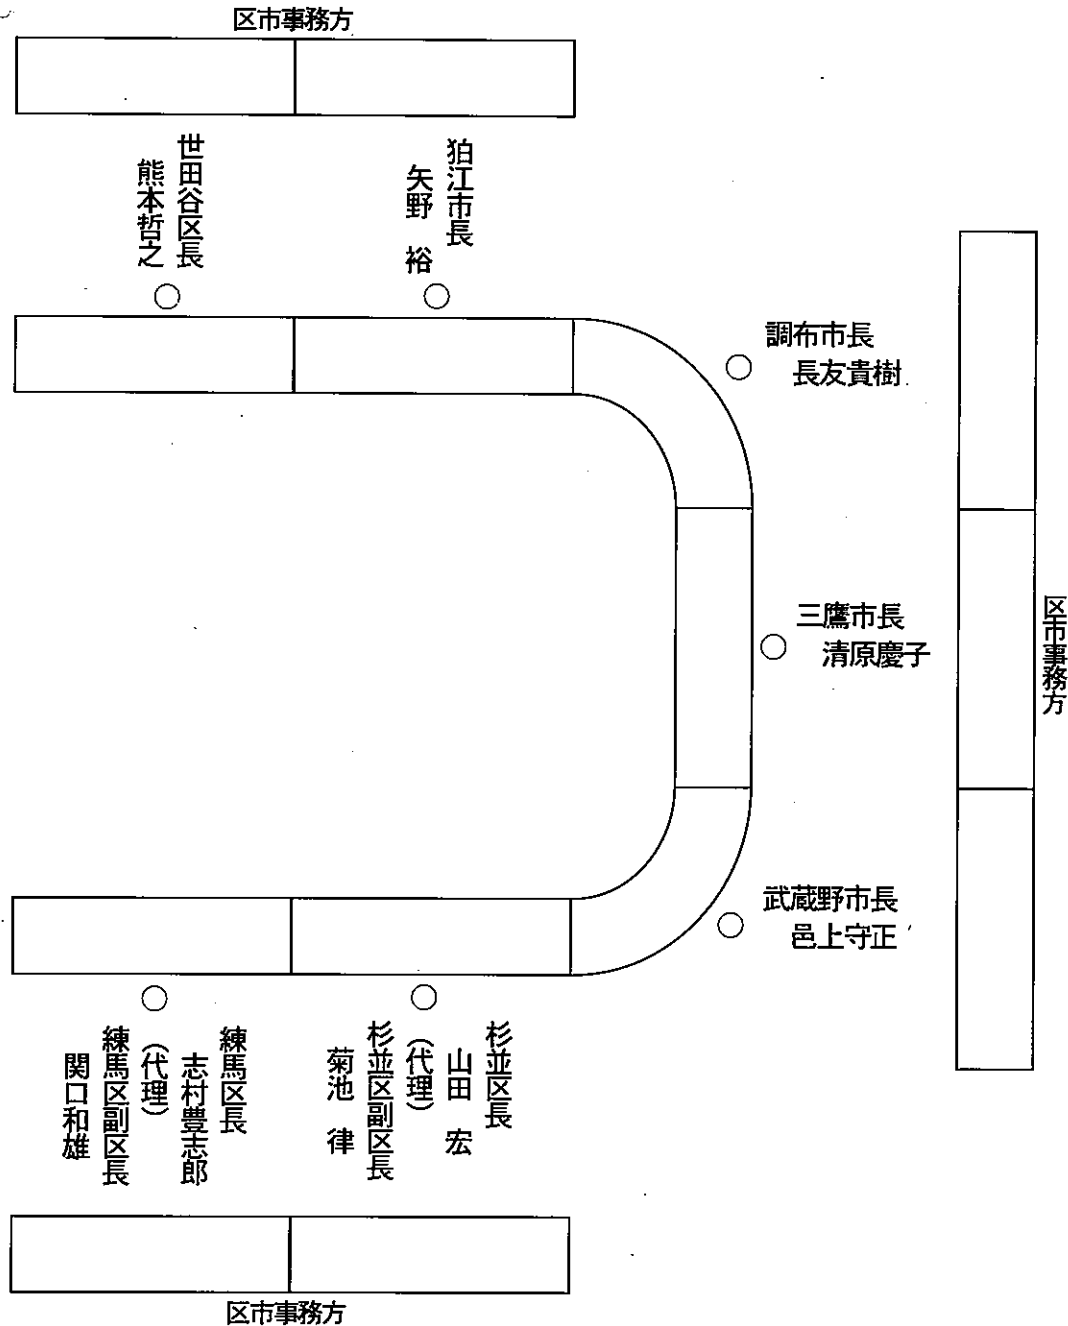 区市事務方
世田谷区長
熊本哲之
狛江市長
矢野　裕
調布市長
長友貴樹
三鷹市長
清原慶子
区市事務方
武蔵野市長
邑上守正
杉並区長
山田　宏
（代理）
杉並区副区長
菊池　律
練馬区長
志村豊志郎
（代理）
練馬区副区長
関口和雄
区市事務方